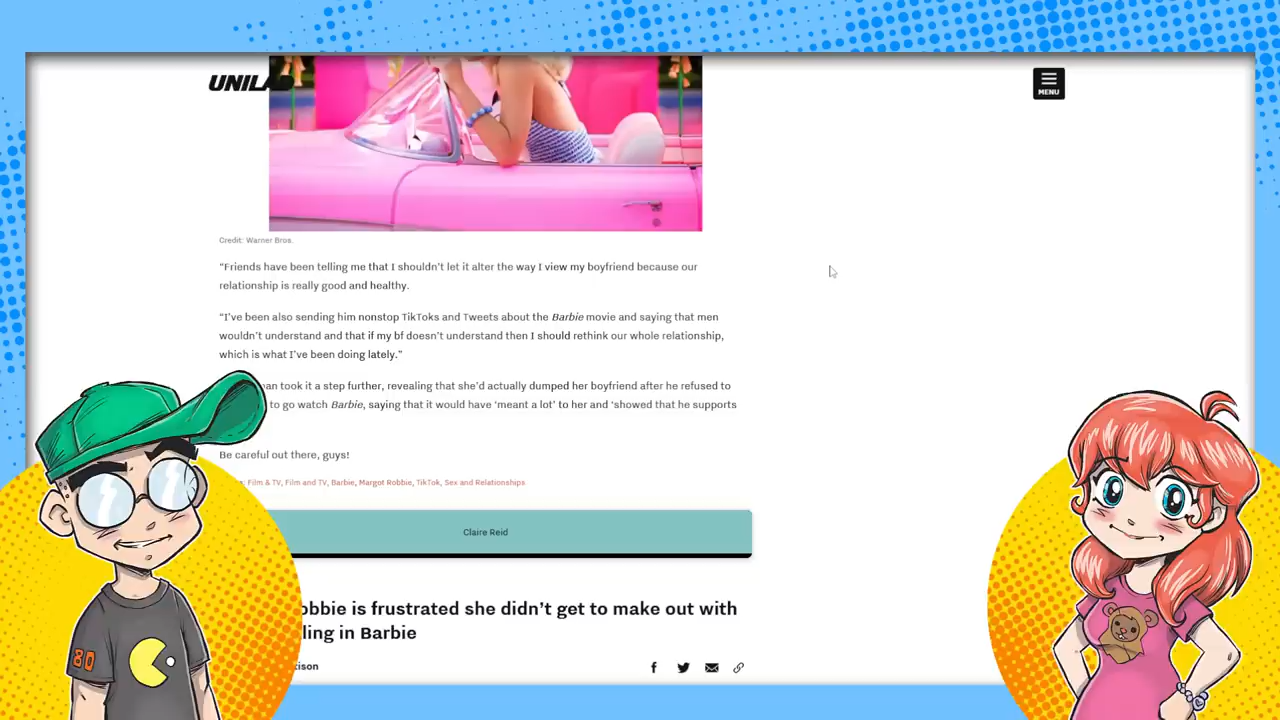 UNILAD
MENU
Credit: Warner Bros.
“Friends have been telling me that I shouldn’t let it alter the way I view my boyfriend because our
relationship is really good and healthy.
“I’ve been also sending him nonstop TikToks and Tweets about the Barbie movie and saying that men
wouldn’t understand and that if my bf doesn’t understand then I should rethink our whole relationship,
which is what I’ve been doing lately.”
took it a step further, revealing that she’d actually dumped her boyfriend after he refused to
to go watch Barbie, saying that it would have ‘meant a lot’ to her and ‘showed that he supports
Be careful out there, guys!
Film & TV, Film and TV, Barbie, Margot Robbie, TikTok, Sex and Relationships
Claire Reid
obbie is frustrated she didn’t get to make out with
ling in Barbie
80